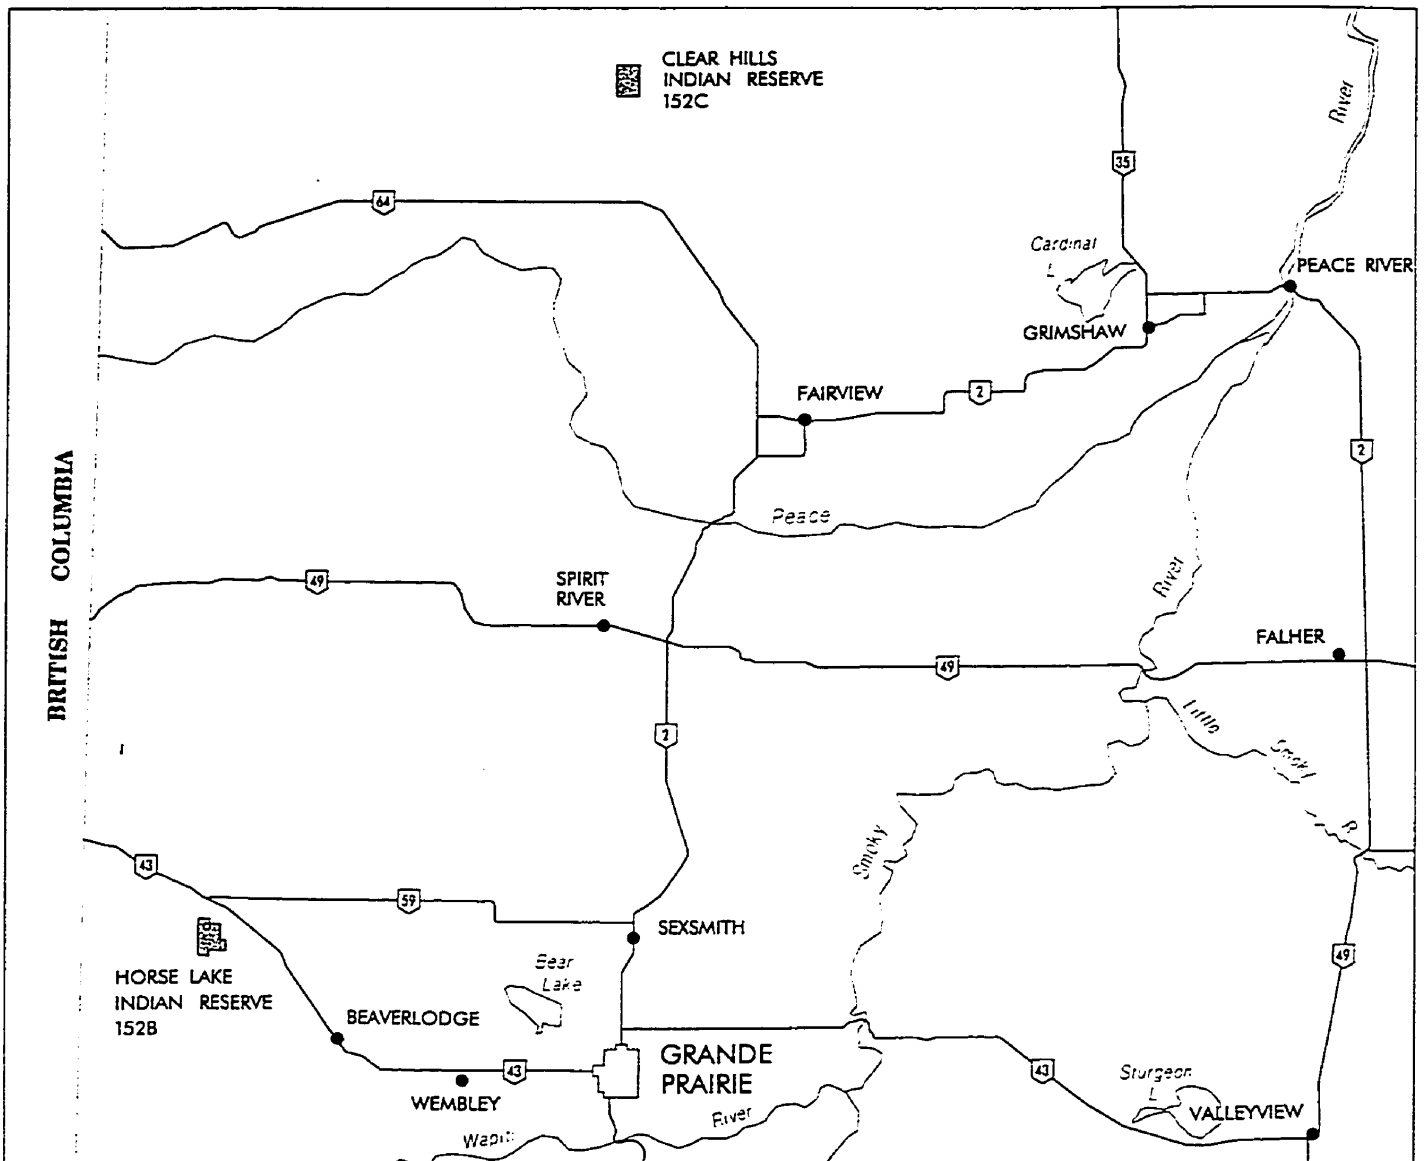 CLEAR HILLS
INDIAN RESERVE
152C
River
35
64
Cardinal
L
PEACE RIVER
GRIMSHAW
FAIRVIEW
2
2
BRITISH COLUMBIA
Peace
49
SPIRIT
RIVER
River
FALHER
49
Little
Smoky
R.
2
43
Smoky
59
SEXSMITH
49
HORSE LAKE
INDIAN RESERVE
152B
Bear
Lake
BEAVERLODGE
GRANDE
PRAIRIE
43
43
Sturgeon
L
WEMBLEY
VALLEYVIEW
River
Wapiti